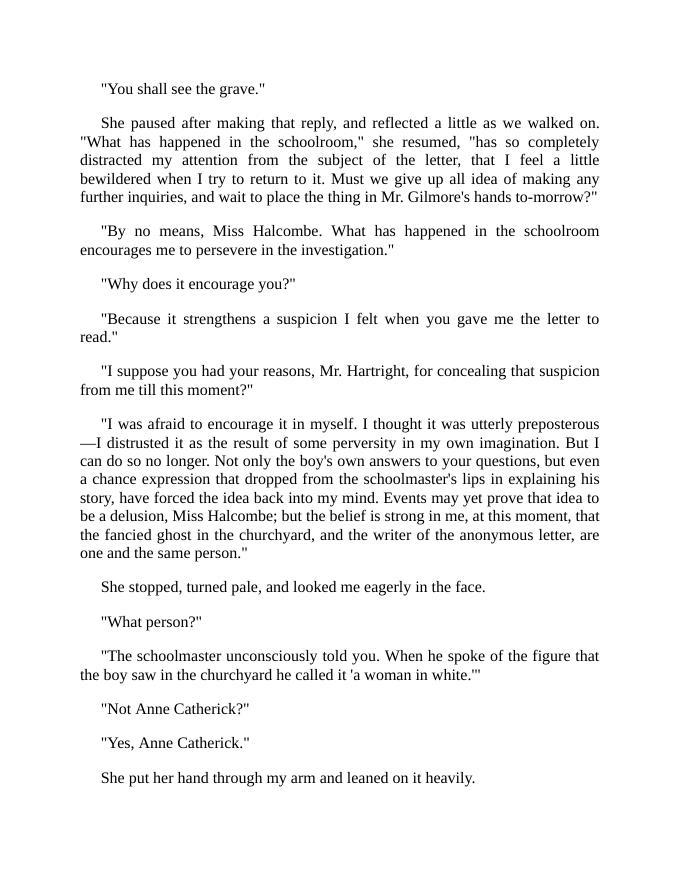 "You shall see the grave."
She paused after making that reply, and reflected a little as we walked on.
"What has happened in the schoolroom," she resumed, "has so completely
distracted my attention from the subject of the letter, that I feel a little
bewildered when I try to return to it. Must we give up all idea of making any
further inquiries, and wait to place the thing in Mr. Gilmore's hands to-morrow?"
"By no means, Miss Halcombe. What has happened in the schoolroom
encourages me to persevere in the investigation."
"Why does it encourage you?"
"Because it strengthens a suspicion I felt when you gave me the letter to
read."
"I suppose you had your reasons, Mr. Hartright, for concealing that suspicion
from me till this moment?"
"I was afraid to encourage it in myself. I thought it was utterly preposterous
—I distrusted it as the result of some perversity in my own imagination. But I
can do so no longer. Not only the boy's own answers to your questions, but even
a chance expression that dropped from the schoolmaster's lips in explaining his
story, have forced the idea back into my mind. Events may yet prove that idea to
be a delusion, Miss Halcombe; but the belief is strong in me, at this moment, that
the fancied ghost in the churchyard, and the writer of the anonymous letter, are
one and the same person."
She stopped, turned pale, and looked me eagerly in the face.
"What person?"
"The schoolmaster unconsciously told you. When he spoke of the figure that
the boy saw in the churchyard he called it 'a woman in white.'"
"Not Anne Catherick?"
"Yes, Anne Catherick."
She put her hand through my arm and leaned on it heavily.